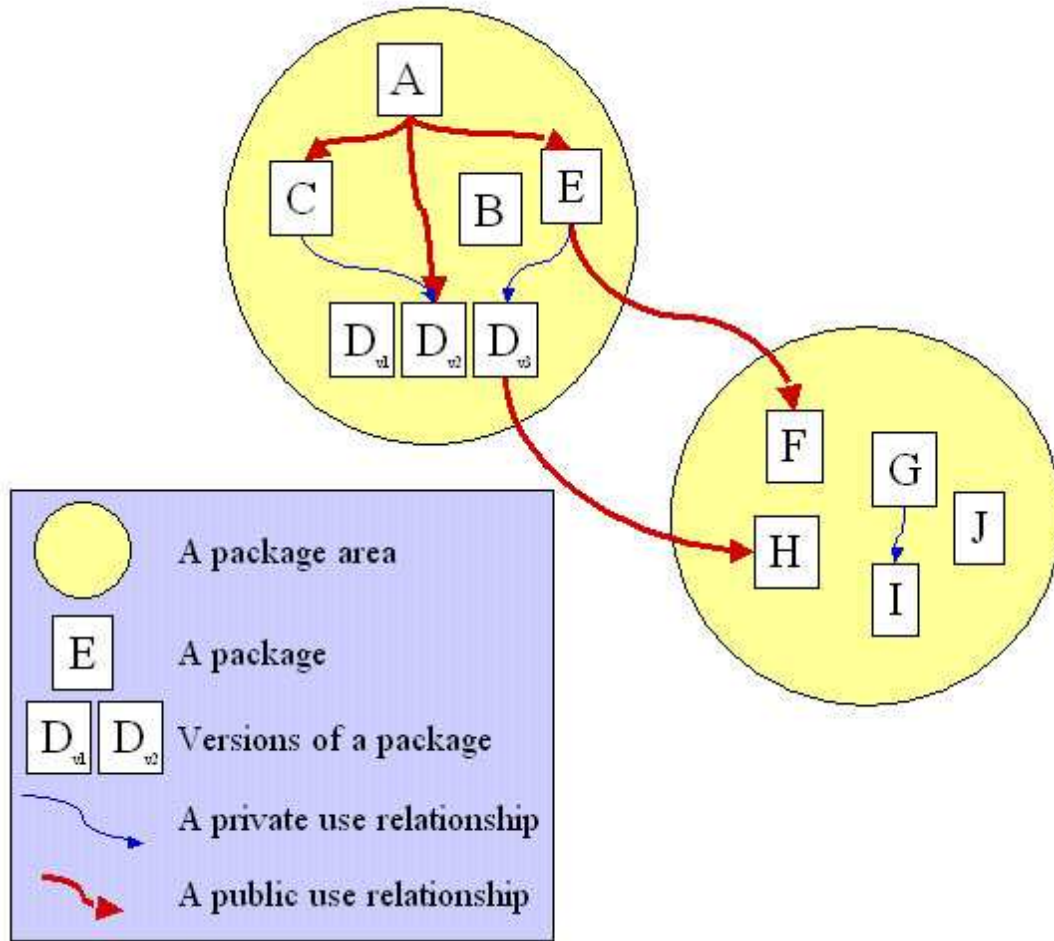 A
C
B
E
D v1
D v2
D v3
F
G
J
H
I
A package area
E
A package
D v1
D v2
Versions of a package
A private use relationship
A public use relationship